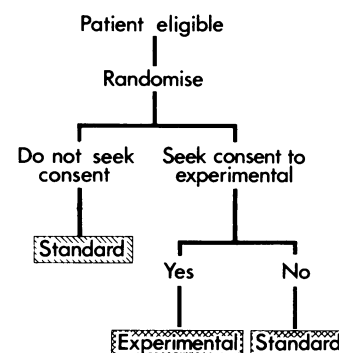 Patient eligible
Randomise
Do not seek
consent
Seek consent to
experimental
Standard
Yes
No
Experimental
Standard